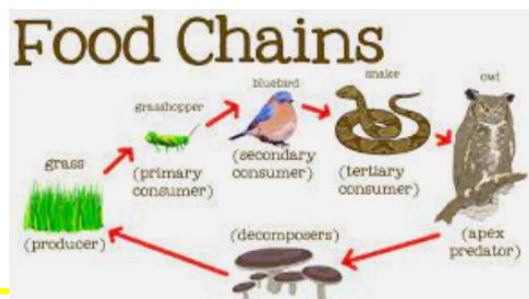 Food Chains
grass
(producer)
grasshopper
(primary
consumer)
bluebird
(secondary
consumer)
snake
(tertiary
consumer)
owl
(apex
predator)
(decomposers)